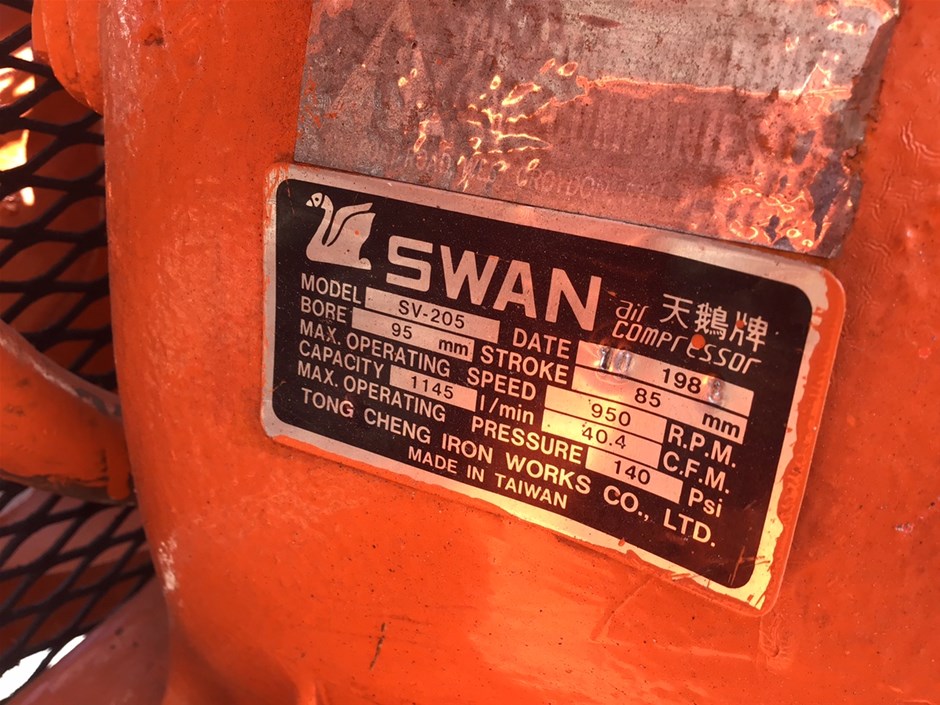 SWAN air compressor 天鵝牌
MODEL SV-205 DATE 198
BORE 95 mm STROKE 85 mm
MAX. OPERATING SPEED 950 R.P.M.
CAPACITY 1145 l/min 40.4 C.F.M.
MAX. OPERATING PRESSURE 140 Psi
TONG CHENG IRON WORKS CO., LTD.
MADE IN TAIWAN